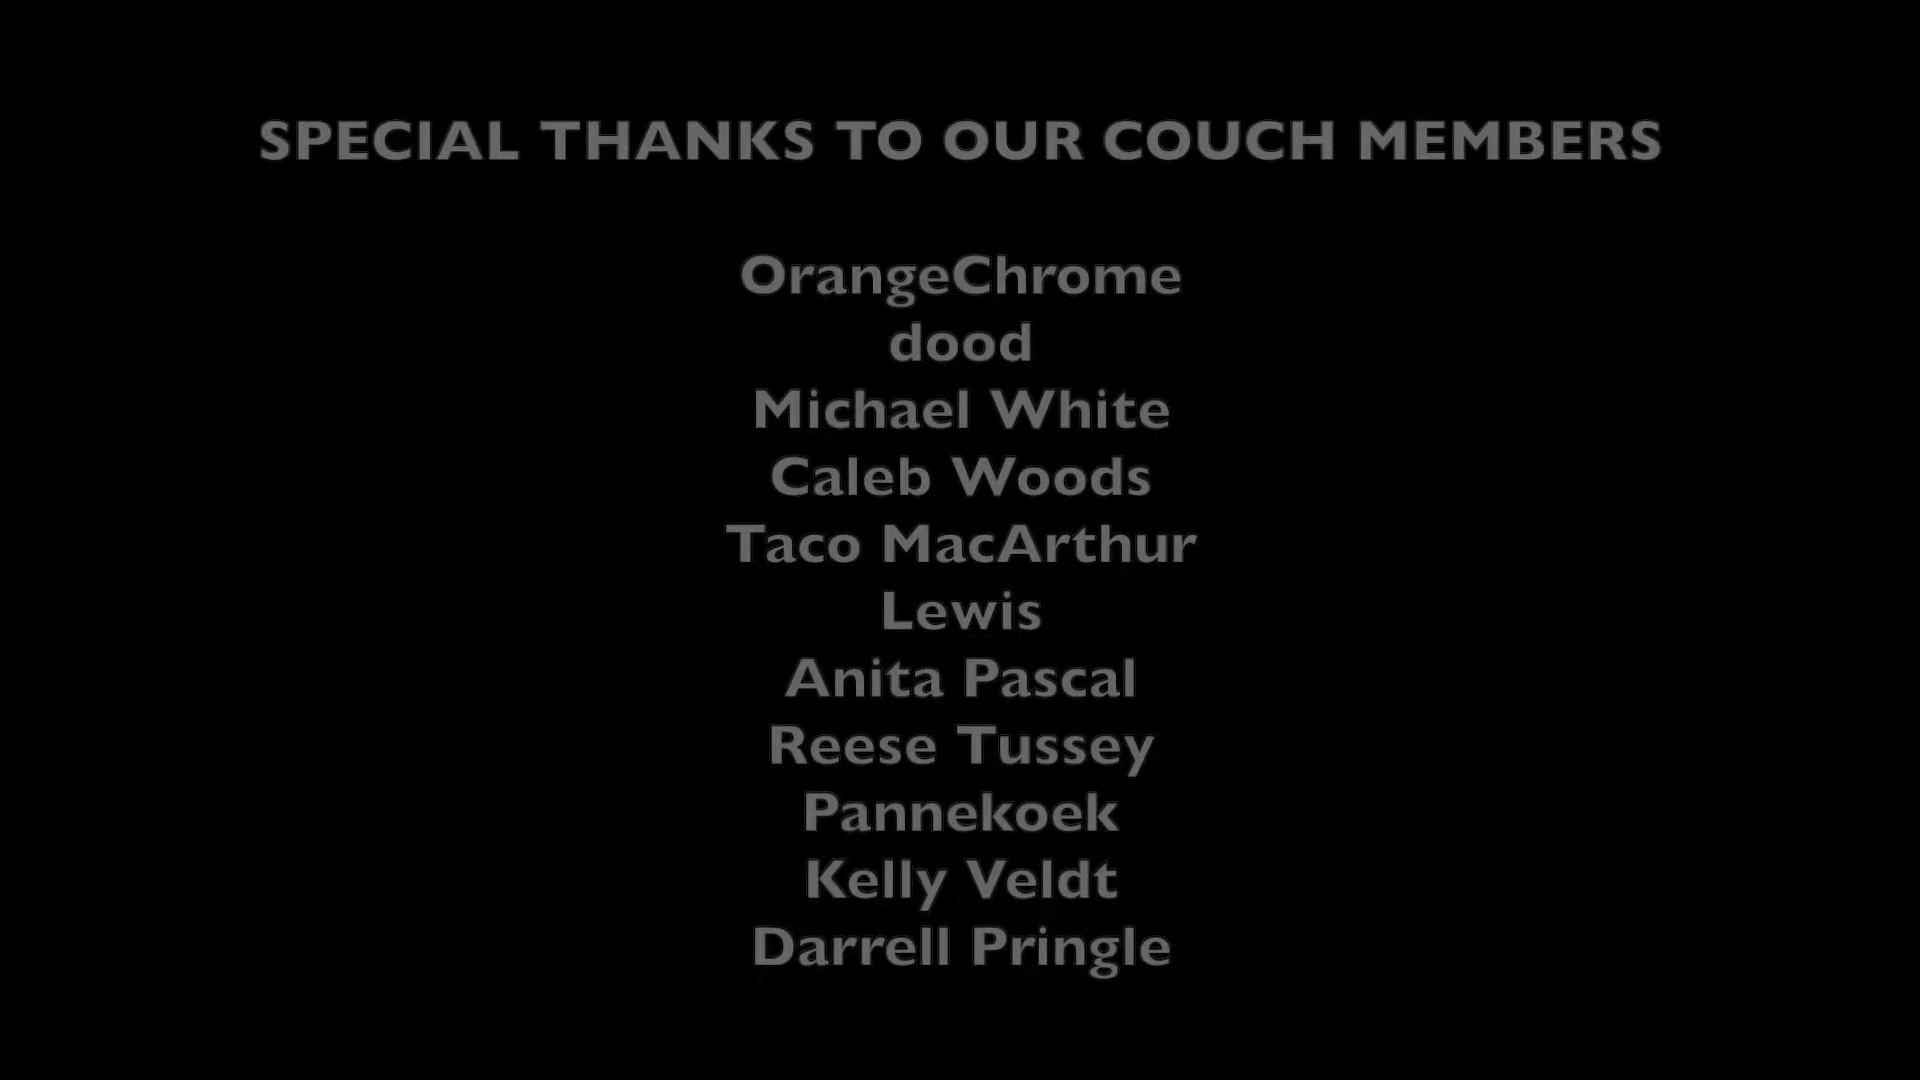 SPECIAL THANKS TO OUR COUCH MEMBERS
OrangeChrome
dood
Michael White
Caleb Woods
Taco MacArthur
Lewis
Anita Pascal
Reese Tussey
Pannekoek
Kelly Veldt
Darrell Pringle